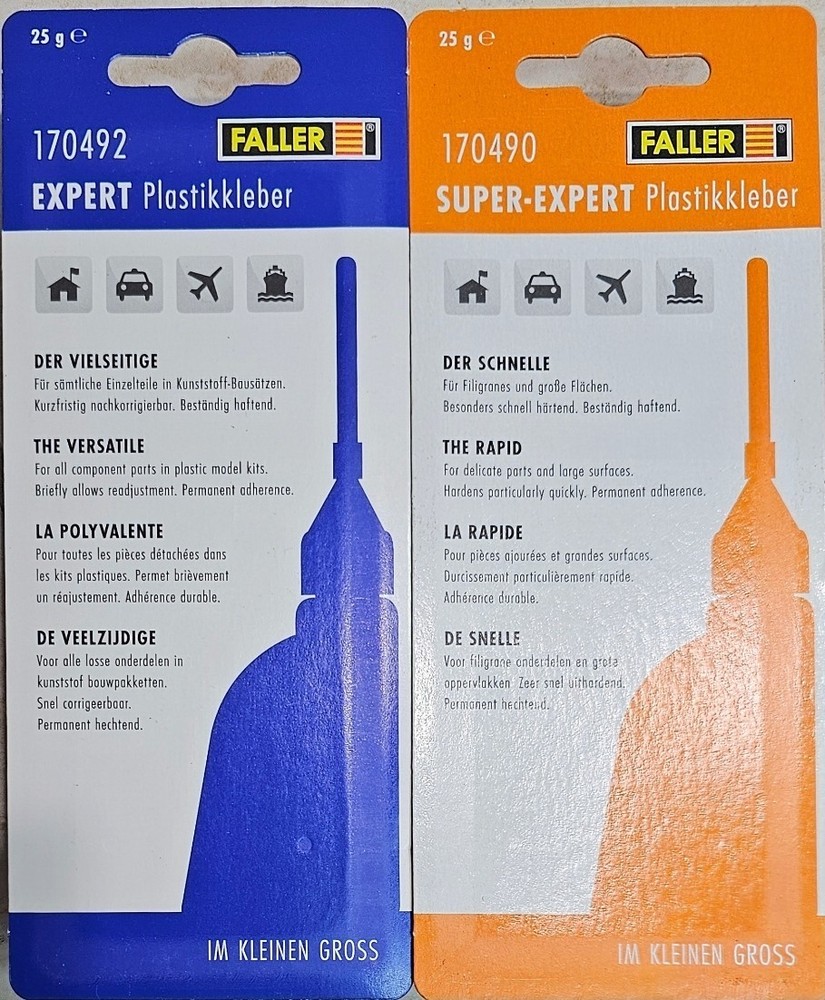 25 g ℮
170492
FALLER ®
EXPERT Plastikkleber
DER VIELSEITIGE
Für sämtliche Einzelteile in Kunststoff-Bausätzen.
Kurzfristig nachkorrigierbar. Beständig haftend.
THE VERSATILE
For all component parts in plastic model kits.
Briefly allows readjustment. Permanent adherence.
LA POLYVALENTE
Pour toutes les pièces détachées dans
les kits plastiques. Permet brièvement
un réajustement. Adhérence durable.
DE VEELZIJDIGE
Voor alle losse onderdelen in
kunststof bouwpakketten.
Snel corrigeerbaar.
Permanent hechtend.
IM KLEINEN GROSS
25 g ℮
170490
FALLER ®
SUPER-EXPERT Plastikkleber
DER SCHNELLE
Für Filigranes und große Flächen.
Besonders schnell härtend. Beständig haftend.
THE RAPID
For delicate parts and large surfaces.
Hardens particularly quickly. Permanent adherence.
LA RAPIDE
Pour pièces ajourées et grandes surfaces.
Durcissement particulièrement rapide.
Adhérence durable.
DE SNELLE
Voor filigrane onderdelen en grote
oppervlakken. Zeer snel uithardend.
Permanent hechtend.
IM KLEINEN GROSS